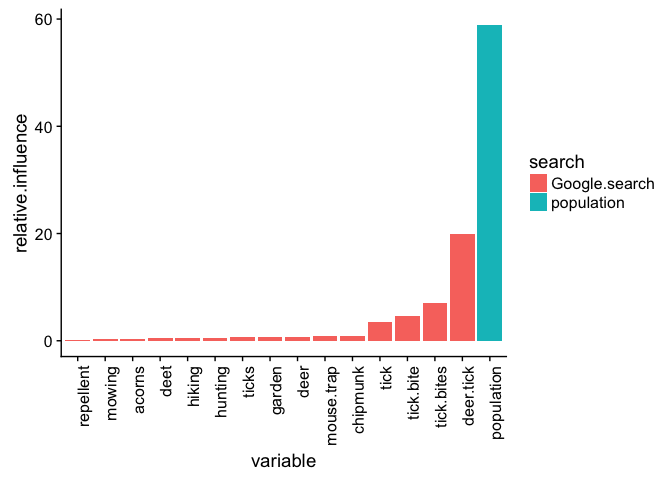 60
40
20
0
relative.influence
repellent
mowing
acorns
deet
hiking
hunting
ticks
garden
deer
mouse.trap
chipmunk
tick
tick.bite
tick.bites
deer.tick
population
variable
search
Google.search
population